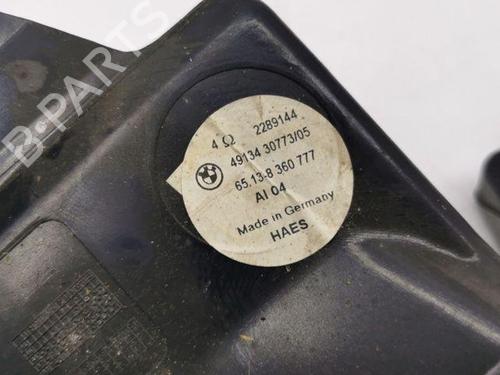 4 Ω 2289144
49134 30773/05
65.13-8 360 777
AI 04
Made in Germany
HAES
B-PARTS